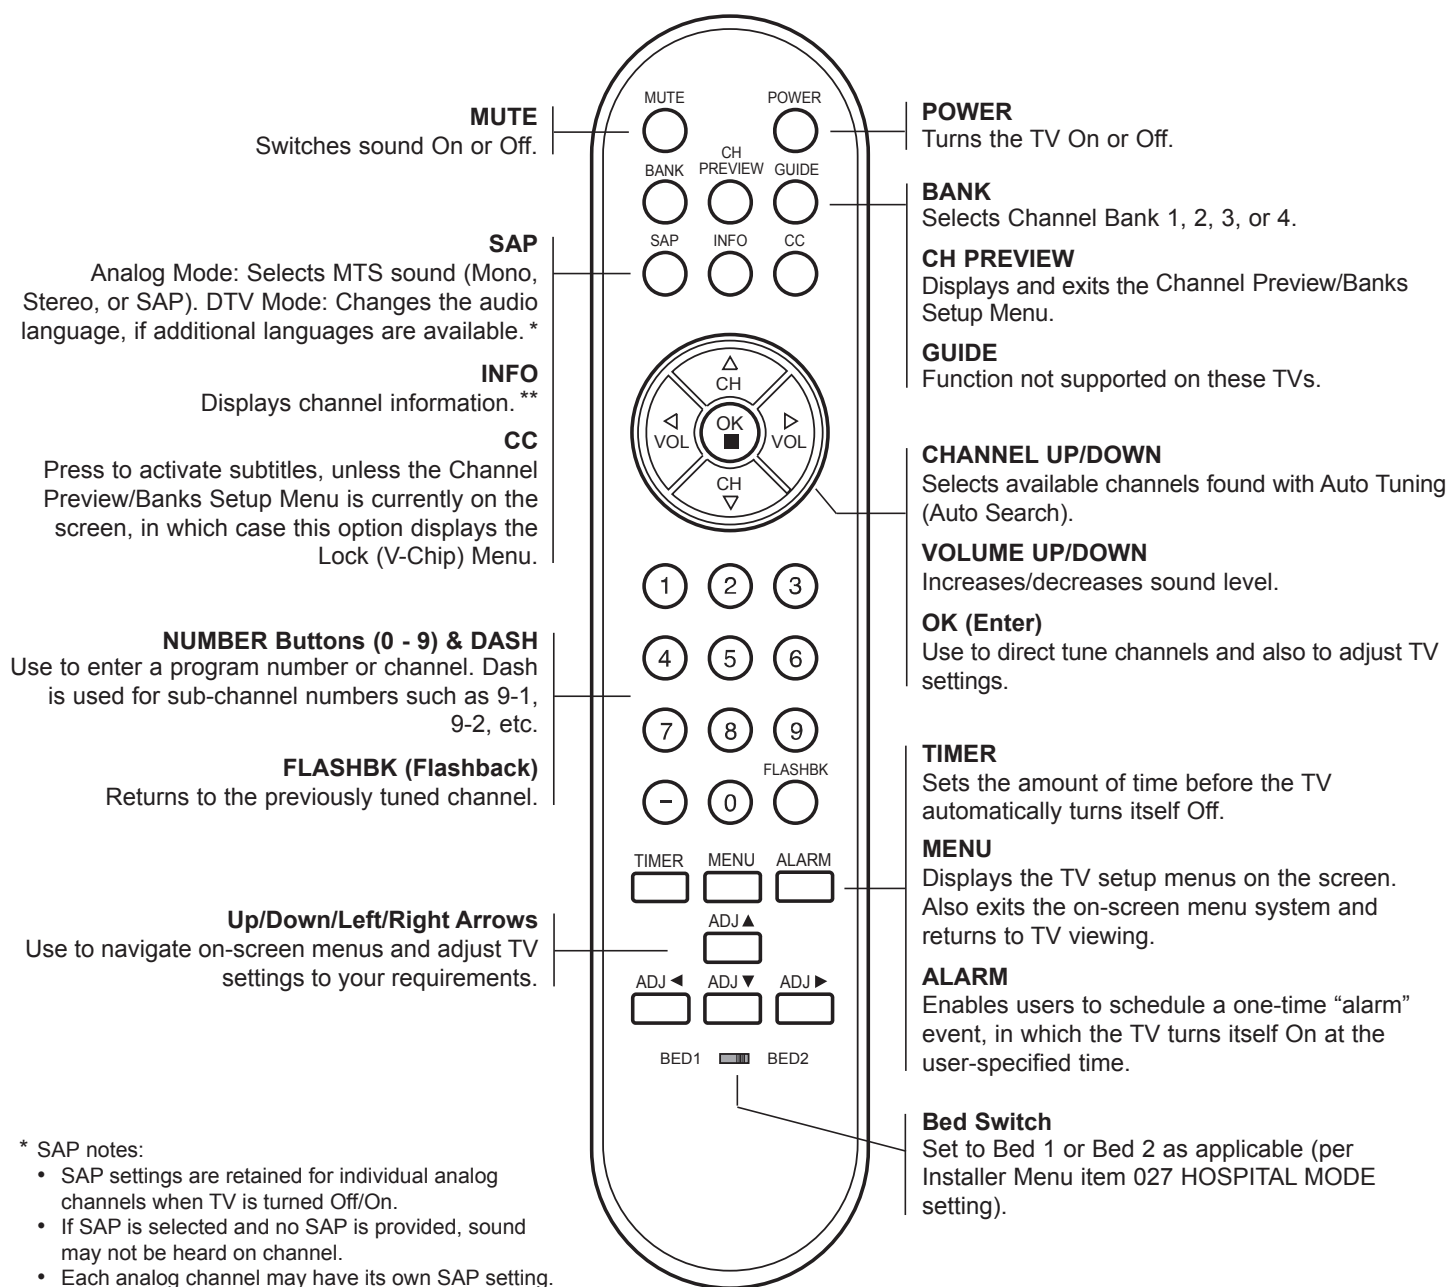 MUTE
Switches sound On or Off.
SAP
Analog Mode: Selects MTS sound (Mono,
Stereo, or SAP). DTV Mode: Changes the audio
language, if additional languages are available. *
INFO
Displays channel information. **
CC
Press to activate subtitles, unless the Channel
Preview/Banks Setup Menu is currently on the
screen, in which case this option displays the
Lock (V-Chip) Menu.
NUMBER Buttons (0 - 9) & DASH
Use to enter a program number or channel. Dash
is used for sub-channel numbers such as 9-1,
9-2, etc.
FLASHBK (Flashback)
Returns to the previously tuned channel.
Up/Down/Left/Right Arrows
Use to navigate on-screen menus and adjust TV
settings to your requirements.
* SAP notes:
• SAP settings are retained for individual analog
channels when TV is turned Off/On.
• If SAP is selected and no SAP is provided, sound
may not be heard on channel.
• Each analog channel may have its own SAP setting.
MUTE POWER
CH
BANK PREVIEW GUIDE
SAP INFO CC
△
CH
◁ OK ▷
VOL ■ VOL
CH
▽
1 2 3
4 5 6
7 8 9
FLASHBK
– 0
TIMER MENU ALARM
ADJ ▲
ADJ ◄ ADJ ▼ ADJ ►
BED1 BED2
POWER
Turns the TV On or Off.
BANK
Selects Channel Bank 1, 2, 3, or 4.
CH PREVIEW
Displays and exits the Channel Preview/Banks
Setup Menu.
GUIDE
Function not supported on these TVs.
CHANNEL UP/DOWN
Selects available channels found with Auto Tuning
(Auto Search).
VOLUME UP/DOWN
Increases/decreases sound level.
OK (Enter)
Use to direct tune channels and also to adjust TV
settings.
TIMER
Sets the amount of time before the TV
automatically turns itself Off.
MENU
Displays the TV setup menus on the screen.
Also exits the on-screen menu system and
returns to TV viewing.
ALARM
Enables users to schedule a one-time “alarm”
event, in which the TV turns itself On at the
user-specified time.
Bed Switch
Set to Bed 1 or Bed 2 as applicable (per
Installer Menu item 027 HOSPITAL MODE
setting).